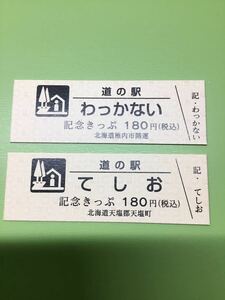 道の駅
わっかない
記念きっぷ 180円(税込)
北海道稚内市開運
記・わっかない
道の駅
てしお
記念きっぷ 180円(税込)
北海道天塩郡天塩町
記・てしお